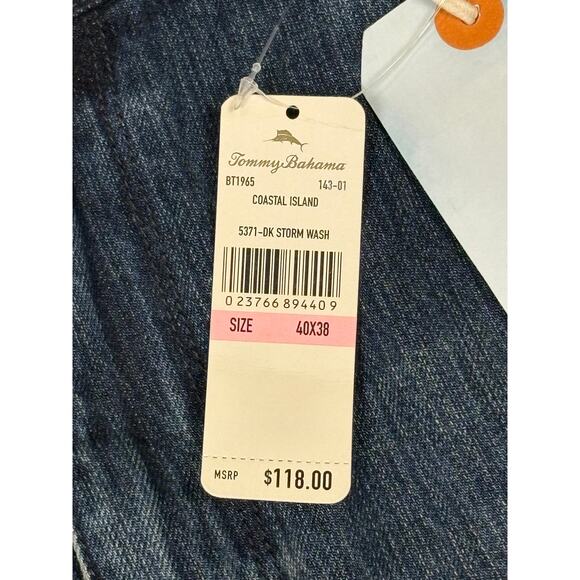 Tommy Bahama
BT1965 143-01
COASTAL ISLAND
5371-DK STORM WASH
0 23766 89440 9
SIZE 40X38
MSRP $118.00